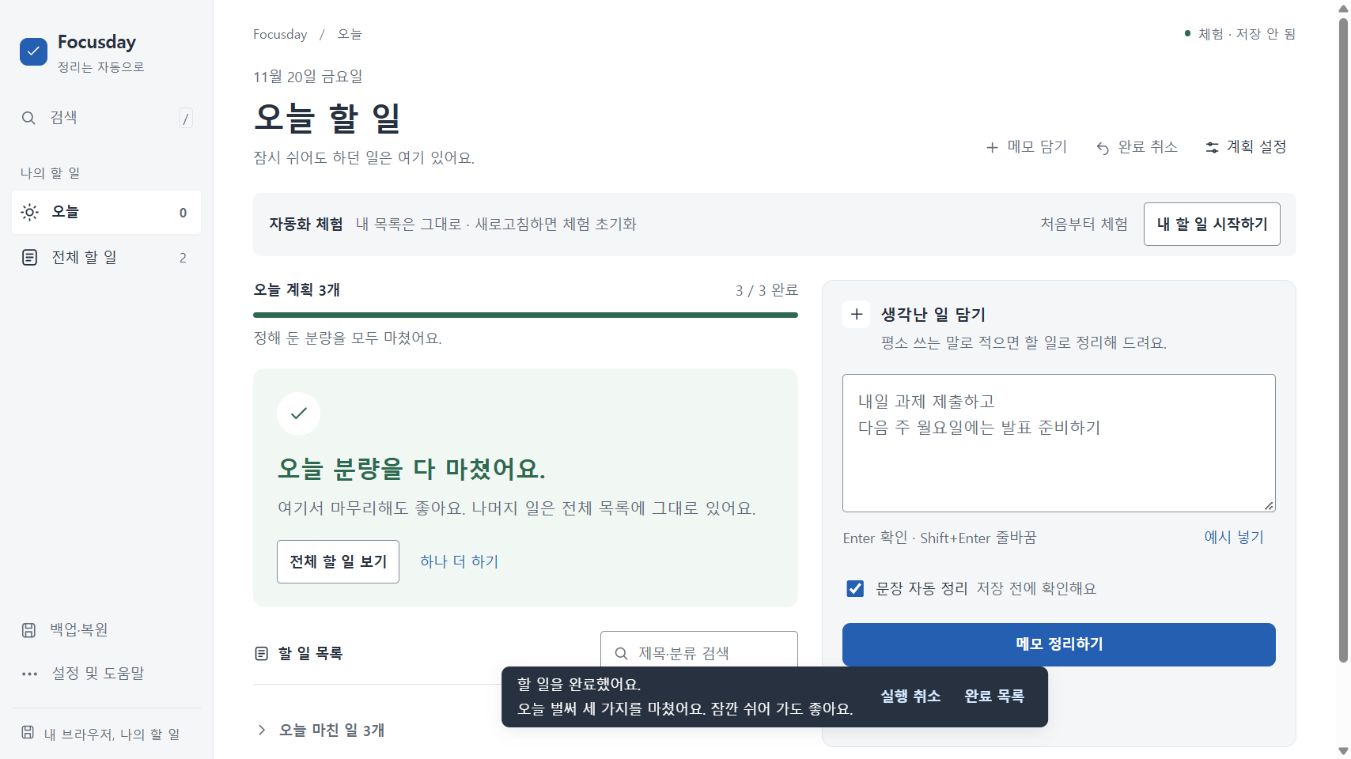 Focusday
정리는 자동으로
검색
/
나의 할 일
오늘
0
전체 할 일
2
백업·복원
설정 및 도움말
내 브라우저, 나의 할 일
Focusday / 오늘
체험 · 저장 안 됨
11월 20일 금요일
오늘 할 일
잠시 쉬어도 하던 일은 여기 있어요.
메모 담기
완료 취소
계획 설정
자동화 체험 내 목록은 그대로 · 새로고침하면 체험 초기화
처음부터 체험
내 할 일 시작하기
오늘 계획 3개
3 / 3 완료
정해 둔 분량을 모두 마쳤어요.
오늘 분량을 다 마쳤어요.
여기서 마무리해도 좋아요. 나머지 일은 전체 목록에 그대로 있어요.
전체 할 일 보기
하나 더 하기
할 일 목록
제목·분류 검색
오늘 마친 일 3개
생각난 일 담기
평소 쓰는 말로 적으면 할 일로 정리해 드려요.
내일 과제 제출하고
다음 주 월요일에는 발표 준비하기
Enter 확인 · Shift+Enter 줄바꿈
예시 넣기
문장 자동 정리 저장 전에 확인해요
메모 정리하기
할 일을 완료했어요.
오늘 벌써 세 가지를 마쳤어요. 잠깐 쉬어 가도 좋아요.
실행 취소
완료 목록